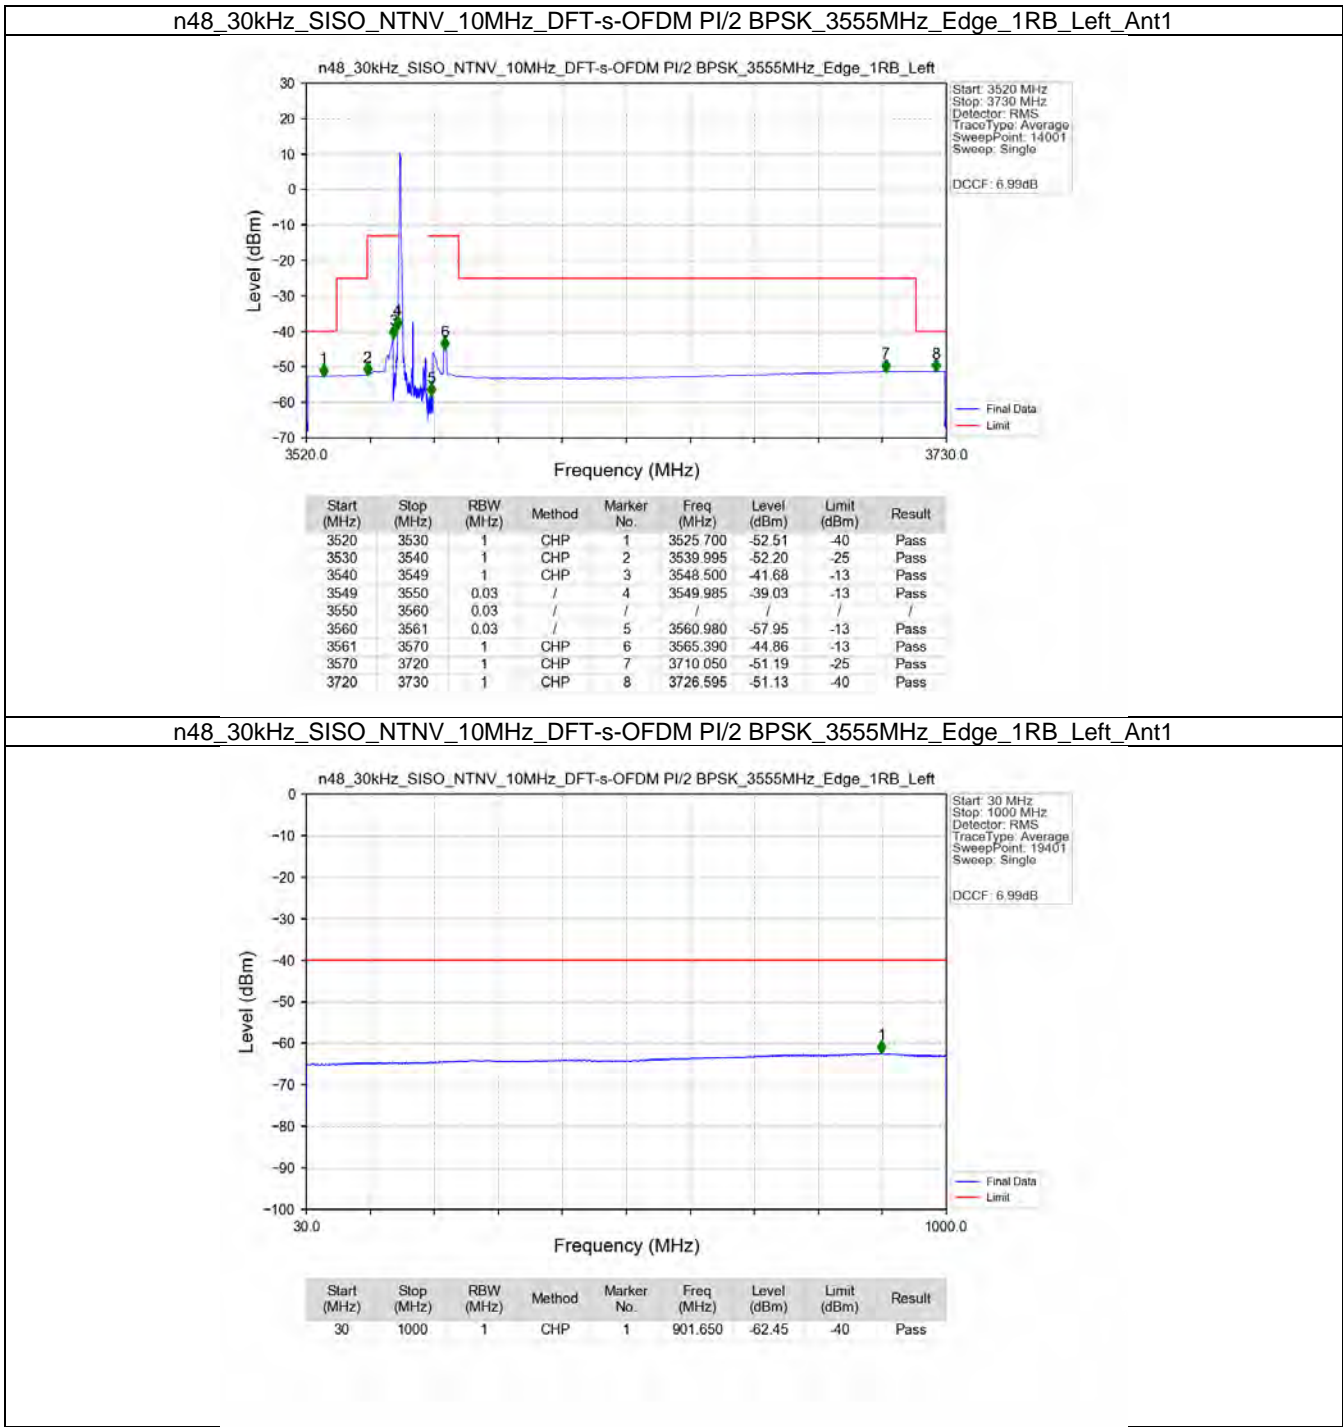 n48_30kHz_SISO_NTNV_10MHz_DFT-s-OFDM PI/2 BPSK_3555MHz_Edge_1RB_Left_Ant1
n48_30kHz_SISO_NTNV_10MHz_DFT-s-OFDM PI/2 BPSK_3555MHz_Edge_1RB_Left
Start: 3520 MHz
Stop: 3730 MHz
Detector: RMS
TraceType: Average
SweepPoint: 14001
Sweep: Single
DCCF: 6.99dB
Level (dBm)
30
20
10
0
−10
−20
−30
−40
−50
−60
−70
1
2
3
4
5
6
7
8
Final Data
Limit
3520.0
3730.0
Frequency (MHz)
Start (MHz) Stop (MHz) RBW (MHz) Method Marker No. Freq (MHz) Level (dBm) Limit (dBm) Result
3520 3530 1 CHP 1 3525.700 -52.51 -40 Pass
3530 3540 1 CHP 2 3539.995 -52.20 -25 Pass
3540 3549 1 CHP 3 3548.500 -41.68 -13 Pass
3549 3550 0.03 / 4 3549.985 -39.03 -13 Pass
3550 3560 0.03 / / / / / /
3560 3561 0.03 / 5 3560.980 -57.95 -13 Pass
3561 3570 1 CHP 6 3565.390 -44.86 -13 Pass
3570 3720 1 CHP 7 3710.050 -51.19 -25 Pass
3720 3730 1 CHP 8 3726.595 -51.13 -40 Pass
n48_30kHz_SISO_NTNV_10MHz_DFT-s-OFDM PI/2 BPSK_3555MHz_Edge_1RB_Left_Ant1
n48_30kHz_SISO_NTNV_10MHz_DFT-s-OFDM PI/2 BPSK_3555MHz_Edge_1RB_Left
Start: 30 MHz
Stop: 1000 MHz
Detector: RMS
TraceType: Average
SweepPoint: 19401
Sweep: Single
DCCF: 6.99dB
Level (dBm)
0
−10
−20
−30
−40
−50
−60
−70
−80
−90
−100
1
Final Data
Limit
30.0
1000.0
Frequency (MHz)
Start (MHz) Stop (MHz) RBW (MHz) Method Marker No. Freq (MHz) Level (dBm) Limit (dBm) Result
30 1000 1 CHP 1 901.650 -62.45 -40 Pass